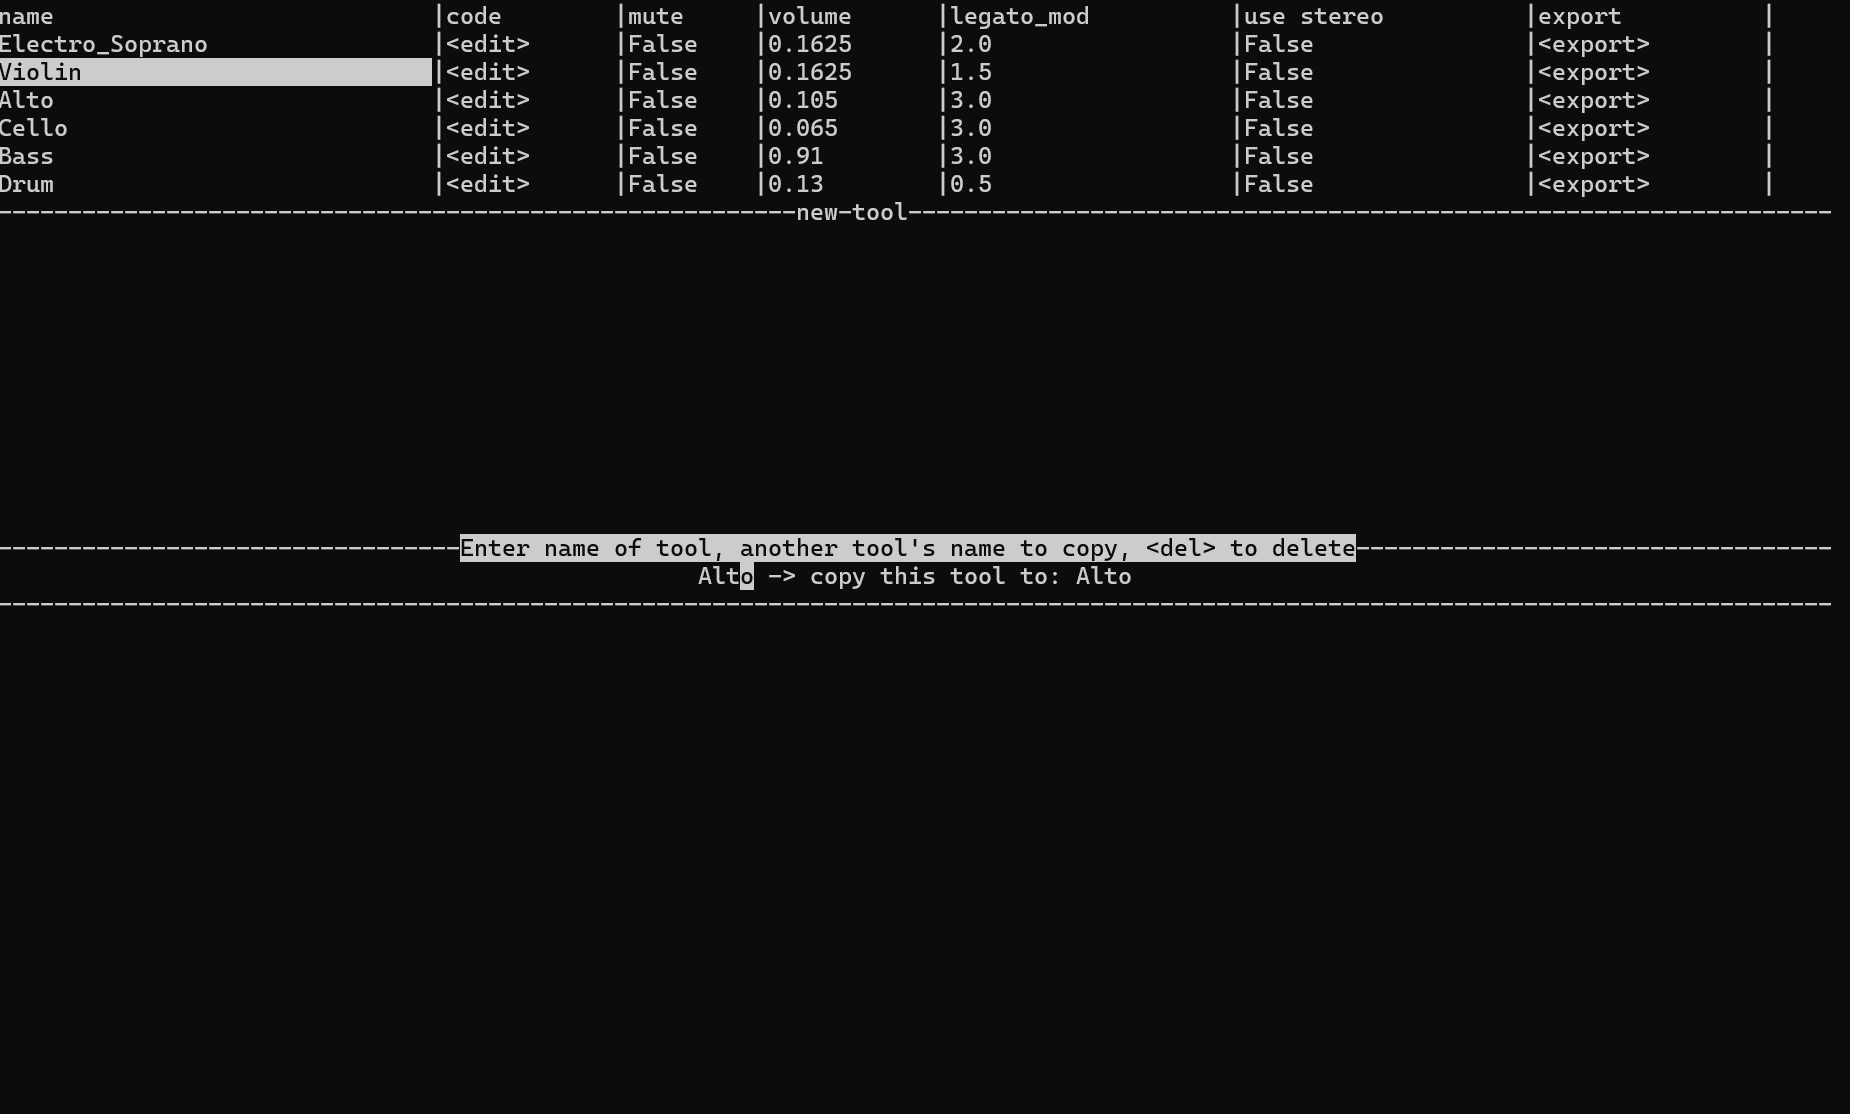 name |code |mute |volume |legato_mod |use stereo |export |
Electro_Soprano |<edit> |False |0.1625 |2.0 |False |<export> |
Violin |<edit> |False |0.1625 |1.5 |False |<export> |
Alto |<edit> |False |0.105 |3.0 |False |<export> |
Cello |<edit> |False |0.065 |3.0 |False |<export> |
Bass |<edit> |False |0.91 |3.0 |False |<export> |
Drum |<edit> |False |0.13 |0.5 |False |<export> |
new-tool
Enter name of tool, another tool's name to copy, <del> to delete
Alto -> copy this tool to: Alto